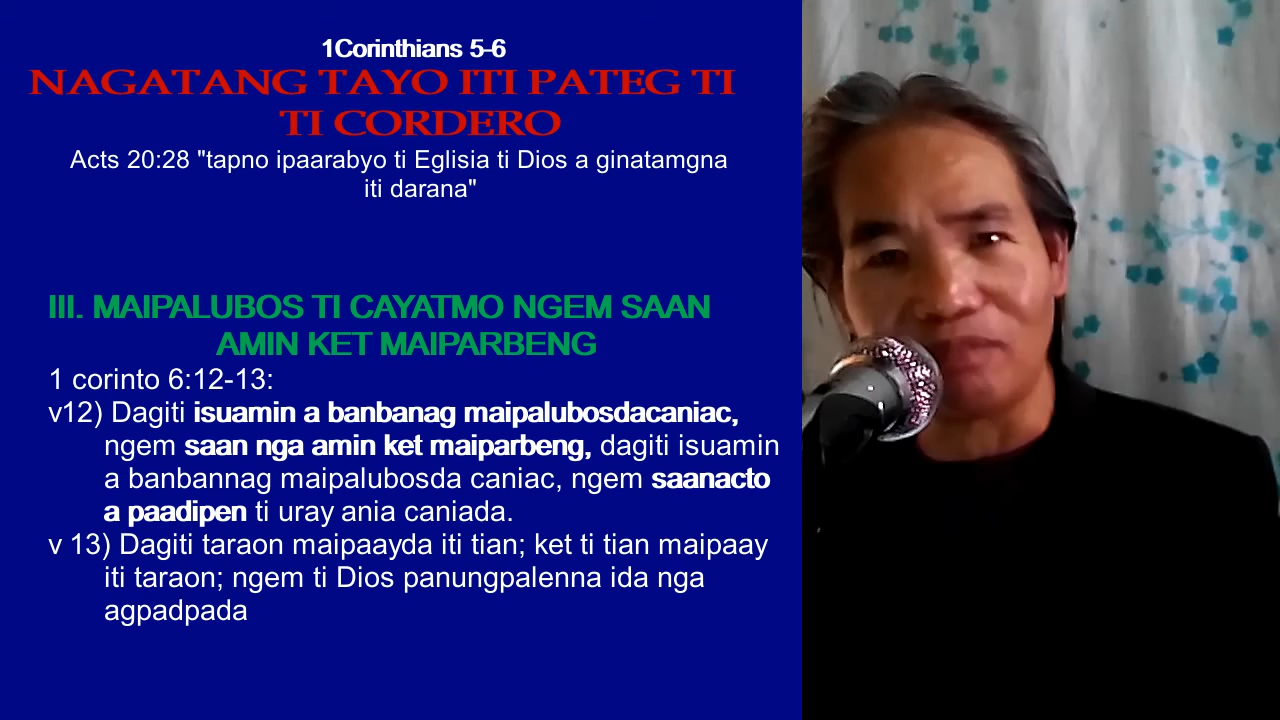 1Corinthians 5-6
NAGATANG TAYO ITI PATEG TI
TI CORDERO
Acts 20:28 "tapno ipaarabyo ti Eglisia ti Dios a ginatamgna
iti darana"
III. MAIPALUBOS TI CAYATMO NGEM SAAN
AMIN KET MAIPARBENG
1 corinto 6:12-13:
v12) Dagiti isuamin a banbanag maipalubosdacaniac,
ngem saan nga amin ket maiparbeng, dagiti isuamin
a banbannag maipalubosda caniac, ngem saanacto
a paadipen ti uray ania caniada.
v 13) Dagiti taraon maipaayda iti tian; ket ti tian maipaay
iti taraon; ngem ti Dios panungpalenna ida nga
agpadpada